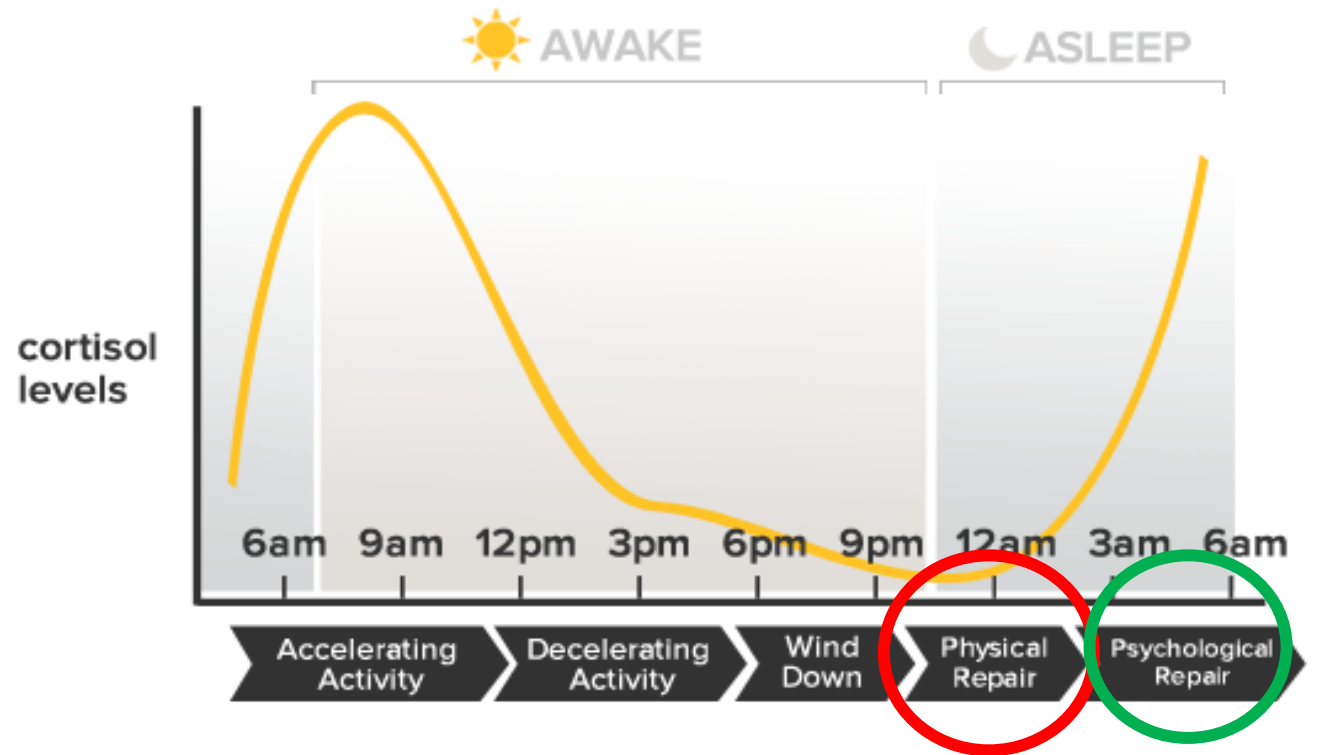 AWAKE
ASLEEP
cortisol
levels
6am 9am 12pm 3pm 6pm 9pm 12am 3am 6am
Accelerating
Activity
Decelerating
Activity
Wind
Down
Physical
Repair
Psychological
Repair